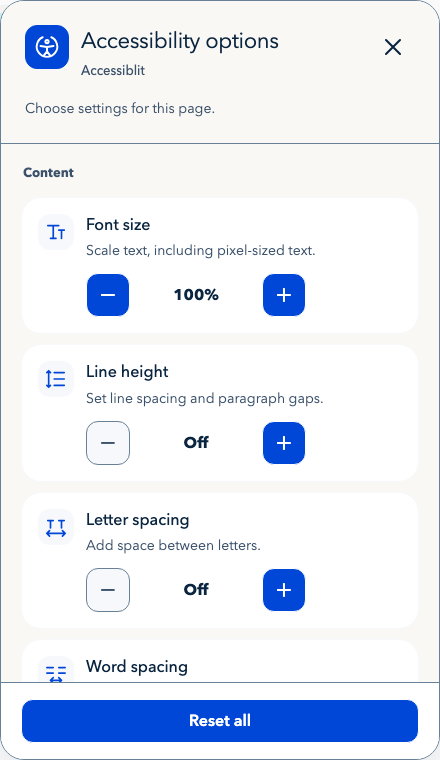 Accessibility options
Accessiblit
Choose settings for this page.
Content
Font size
Scale text, including pixel-sized text.
100%
Line height
Set line spacing and paragraph gaps.
Off
Letter spacing
Add space between letters.
Off
Word spacing
Reset all